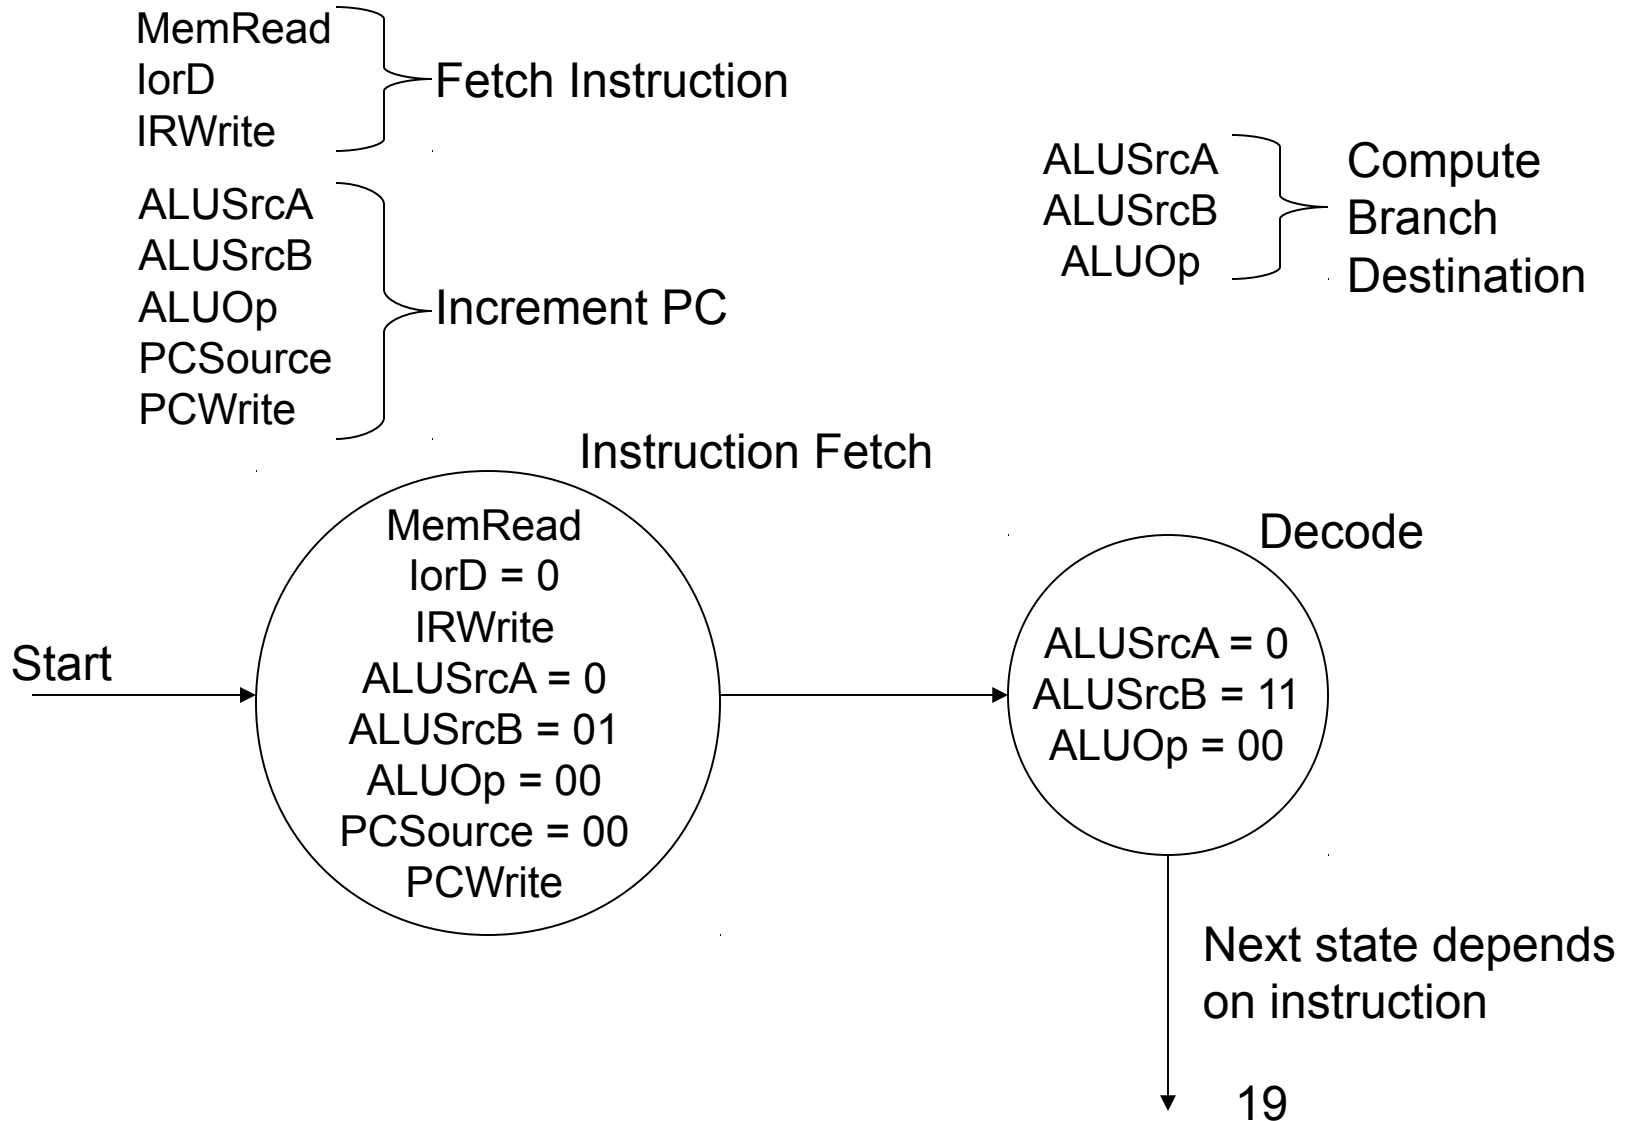 MemRead
IorD
IRWrite
Fetch Instruction
ALUSrcA
ALUSrcB
ALUOp
PCSource
PCWrite
Increment PC
ALUSrcA
ALUSrcB
ALUOp
Compute
Branch
Destination
Instruction Fetch
Start
MemRead
IorD = 0
IRWrite
ALUSrcA = 0
ALUSrcB = 01
ALUOp = 00
PCSource = 00
PCWrite
Decode
ALUSrcA = 0
ALUSrcB = 11
ALUOp = 00
Next state depends
on instruction
19